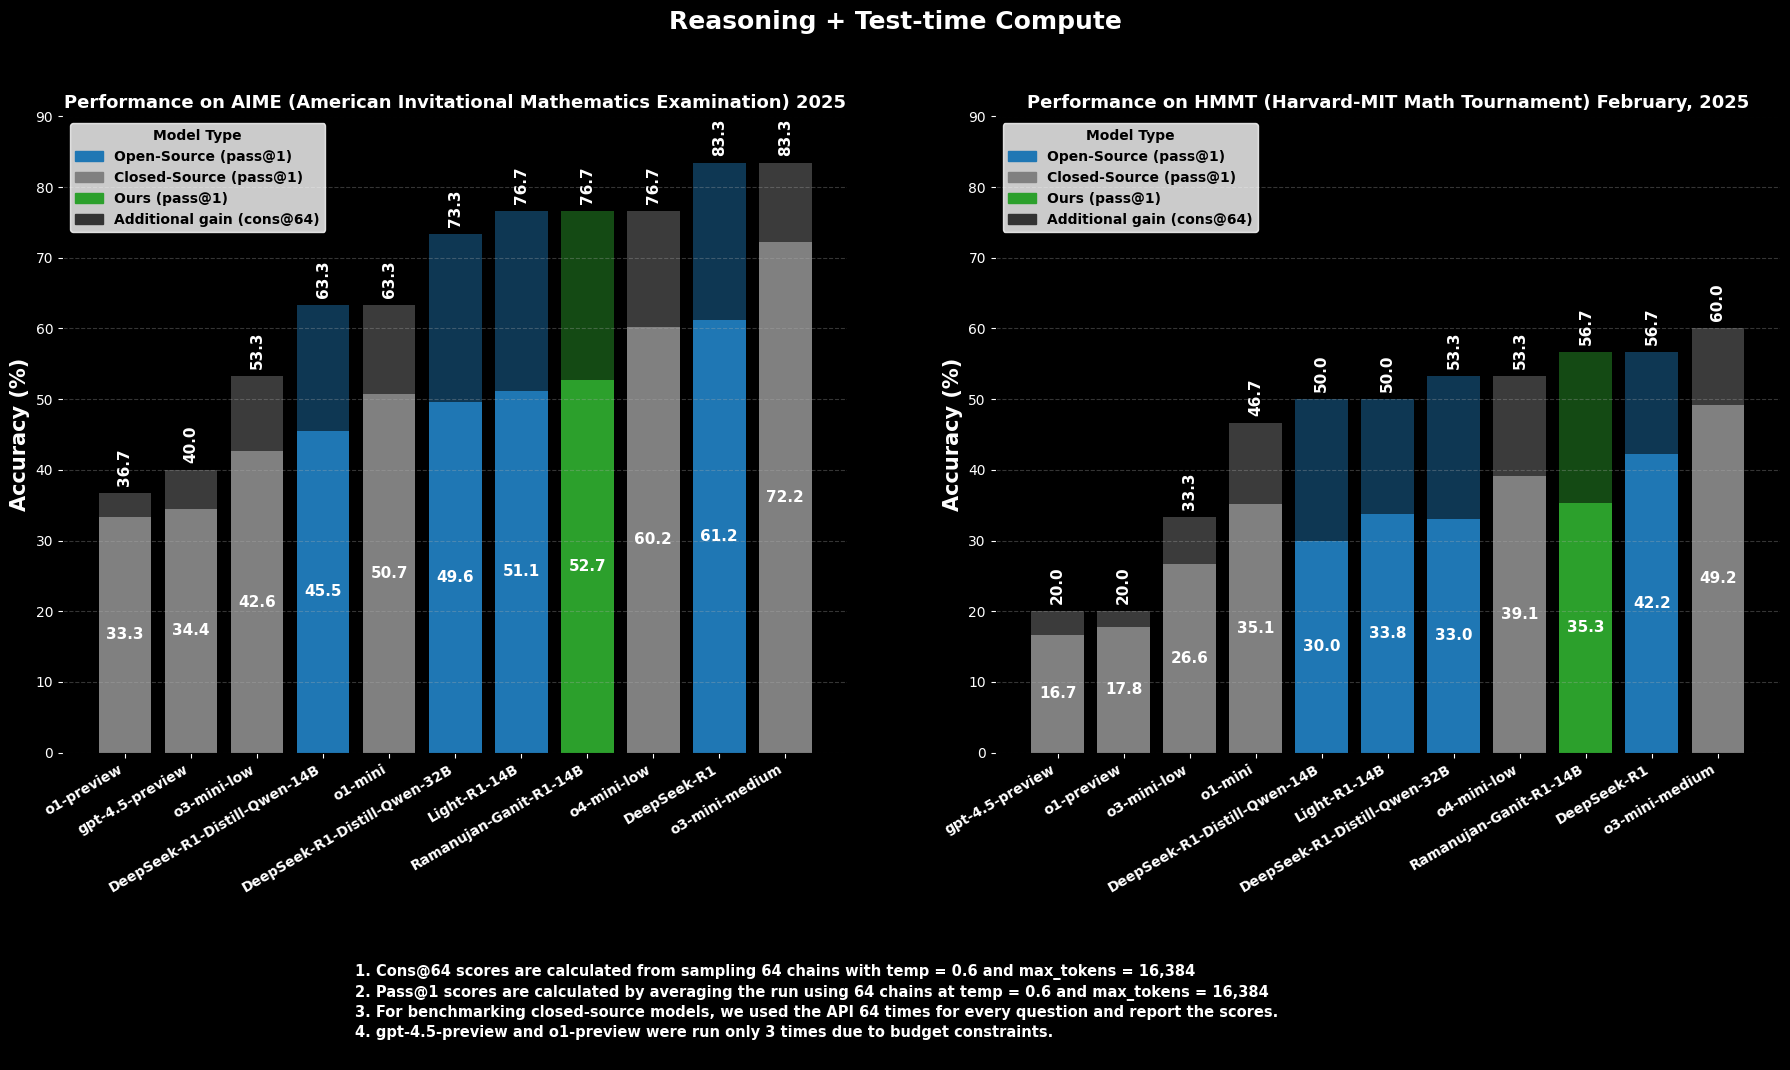 Reasoning + Test-time Compute
Performance on AIME (American Invitational Mathematics Examination) 2025
Accuracy (%)
90
80
70
60
50
40
30
20
10
0
Model Type
Open-Source (pass@1)
Closed-Source (pass@1)
Ours (pass@1)
Additional gain (cons@64)
36.7
40.0
53.3
63.3
63.3
73.3
76.7
76.7
76.7
83.3
83.3
33.3
34.4
42.6
45.5
50.7
49.6
51.1
52.7
60.2
61.2
72.2
o1-preview
gpt-4.5-preview
o3-mini-low
DeepSeek-R1-Distill-Qwen-14B
o1-mini
DeepSeek-R1-Distill-Qwen-32B
Light-R1-14B
Ramanujan-Ganit-R1-14B
o4-mini-low
DeepSeek-R1
o3-mini-medium
Performance on HMMT (Harvard-MIT Math Tournament) February, 2025
Accuracy (%)
90
80
70
60
50
40
30
20
10
0
Model Type
Open-Source (pass@1)
Closed-Source (pass@1)
Ours (pass@1)
Additional gain (cons@64)
20.0
20.0
33.3
46.7
50.0
50.0
53.3
53.3
56.7
56.7
60.0
16.7
17.8
26.6
35.1
30.0
33.8
33.0
39.1
35.3
42.2
49.2
gpt-4.5-preview
o1-preview
o3-mini-low
o1-mini
DeepSeek-R1-Distill-Qwen-14B
Light-R1-14B
DeepSeek-R1-Distill-Qwen-32B
o4-mini-low
Ramanujan-Ganit-R1-14B
DeepSeek-R1
o3-mini-medium
1. Cons@64 scores are calculated from sampling 64 chains with temp = 0.6 and max_tokens = 16,384
2. Pass@1 scores are calculated by averaging the run using 64 chains at temp = 0.6 and max_tokens = 16,384
3. For benchmarking closed-source models, we used the API 64 times for every question and report the scores.
4. gpt-4.5-preview and o1-preview were run only 3 times due to budget constraints.